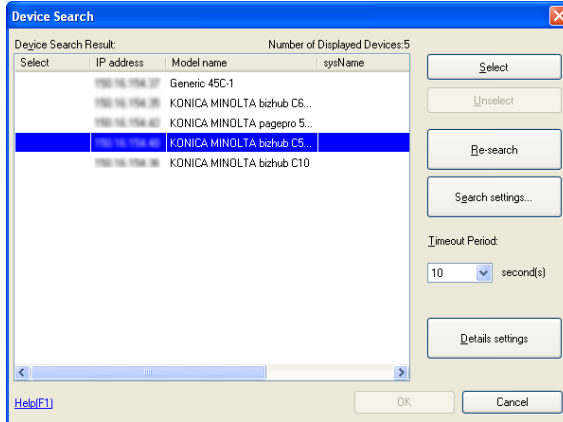 Device Search
Device Search Result: Number of Displayed Devices:5
Select IP address Model name sysName
Generic 45C-1
KONICA MINOLTA bizhub C6...
KONICA MINOLTA pagepro 5...
KONICA MINOLTA bizhub C5...
KONICA MINOLTA bizhub C10
Select
Unselect
Re-search
Search settings...
Timeout Period:
10 second(s)
Details settings
Help(F1)
OK Cancel